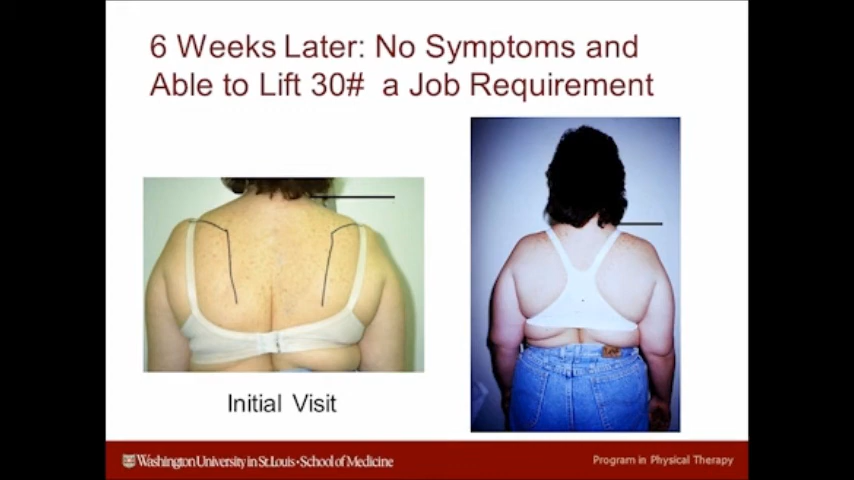 6 Weeks Later: No Symptoms and
Able to Lift 30# a Job Requirement
Initial Visit
Washington University in St. Louis • School of Medicine
Program in Physical Therapy